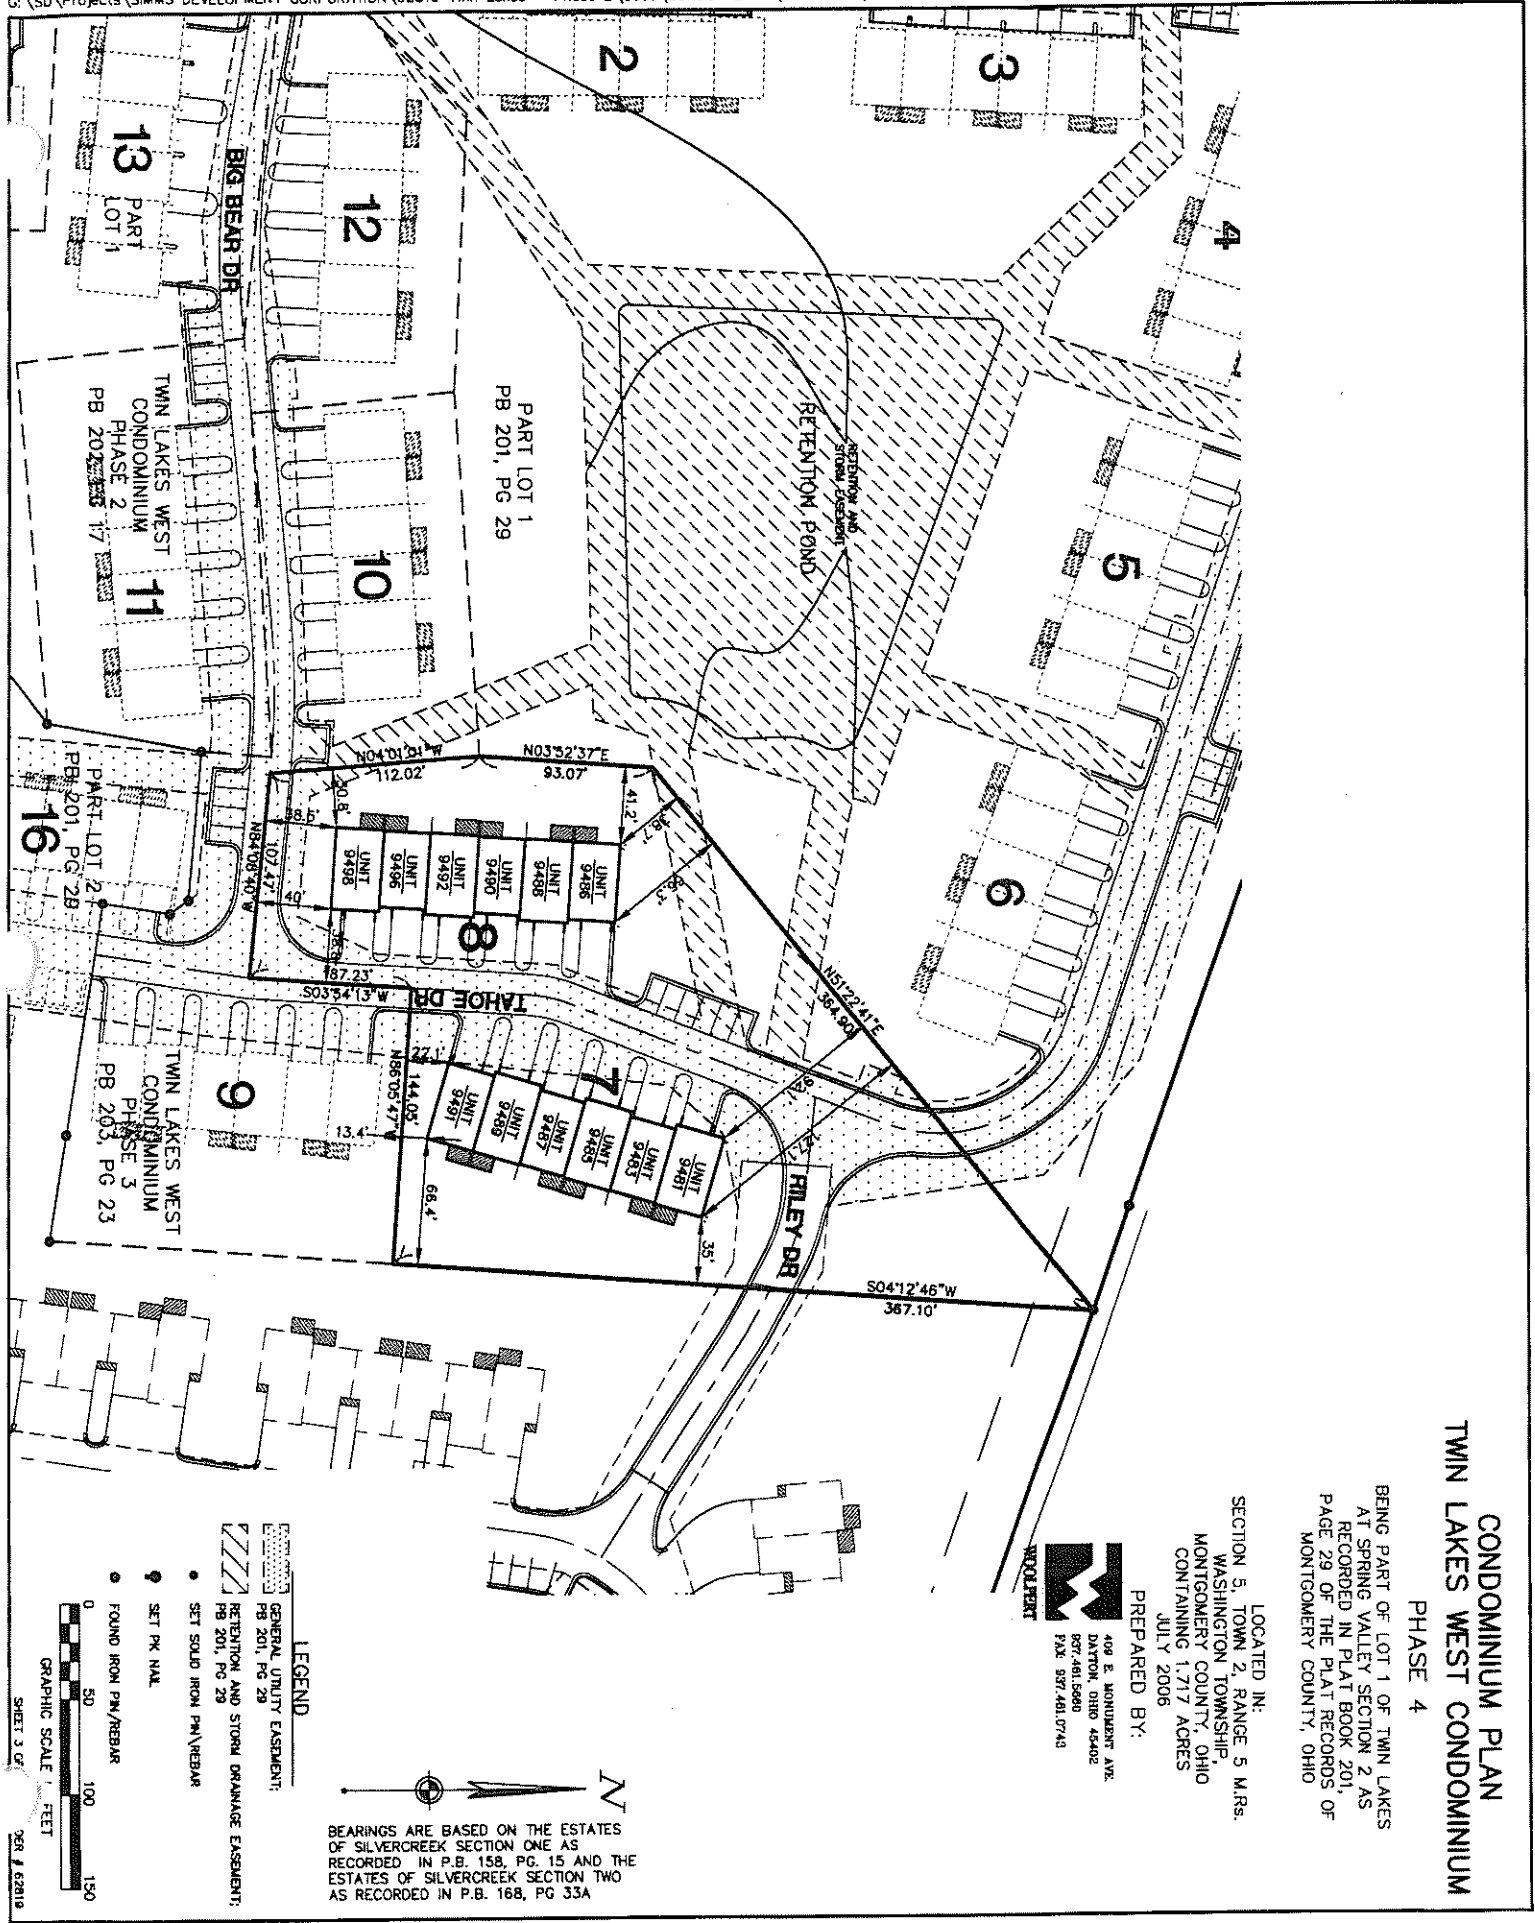 CONDOMINIUM PLAN
TWIN LAKES WEST CONDOMINIUM
PHASE 4
BEING PART OF LOT 1 OF TWIN LAKES
AT SPRING VALLEY SECTION 2 AS
RECORDED IN PLAT BOOK 201,
PAGE 29 OF THE PLAT RECORDS OF
MONTGOMERY COUNTY, OHIO
LOCATED IN:
SECTION 5, TOWN 2, RANGE 5 M.Rs.
WASHINGTON TOWNSHIP,
MONTGOMERY COUNTY, OHIO
CONTAINING 1.717 ACRES
JULY 2006
PREPARED BY:
WOOLPERT
409 E. MONUMENT AVE.
DAYTON, OHIO 45402
937.461.5660
FAX: 937.461.0743
2
3
4
5
6
13
PART
LOT 1
BIG BEAR DR
12
PART LOT 1
PB 201, PG 29
RETENTION AND
STORM EASEMENT
RETENTION POND
TWIN LAKES WEST
CONDOMINIUM
PHASE 2
PB 202 PG 17
11
10
N04°01'01"W
112.02'
N03°52'37"E
93.07'
N51°22'41"E
364.90'
S04°12'46"W
367.10'
N86°05'47"W
144.05'
S03°54'13"W
87.23'
N84°08'40"W
107.47'
38.5'
40'
41.2'
38.7'
92.1'
13.4'
66.4'
35'
UNIT
9498
UNIT
9496
UNIT
9492
UNIT
9490
UNIT
9488
UNIT
9486
8
TAHOE DR
UNIT
9491
UNIT
9489
UNIT
9487
UNIT
9485
UNIT
9483
UNIT
9481
7
RILEY DR
PART LOT 2
PB 201, PG 29
16
9
TWIN LAKES WEST
CONDOMINIUM
PHASE 3
PB 203, PG 23
LEGEND
GENERAL UTILITY EASEMENT;
PB 201, PG 29
RETENTION AND STORM DRAINAGE EASEMENT;
PB 201, PG 29
SET SOLID IRON PIN\REBAR
SET PK NAIL
FOUND IRON PIN/REBAR
0 50 100 150
GRAPHIC SCALE FEET
N
BEARINGS ARE BASED ON THE ESTATES
OF SILVERCREEK SECTION ONE AS
RECORDED IN P.B. 158, PG. 15 AND THE
ESTATES OF SILVERCREEK SECTION TWO
AS RECORDED IN P.B. 168, PG 33A
SHEET 3 OF
DER # 62819